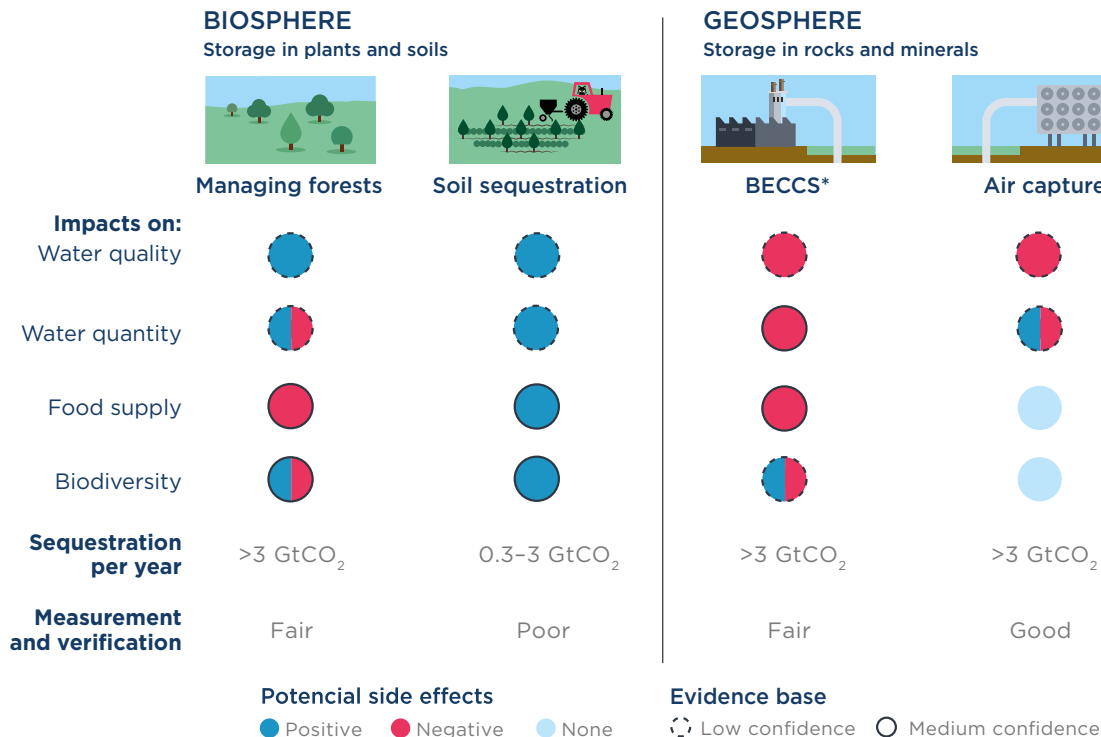 BIOSPHERE
Storage in plants and soils
GEOSPHERE
Storage in rocks and minerals
Managing forests
Soil sequestration
BECCS*
Air capture
Impacts on:
Water quality
Water quantity
Food supply
Biodiversity
Sequestration
per year
>3 GtCO₂
0.3–3 GtCO₂
>3 GtCO₂
>3 GtCO₂
Measurement
and verification
Fair
Poor
Fair
Good
Potencial side effects
Positive
Negative
None
Evidence base
Low confidence
Medium confidence